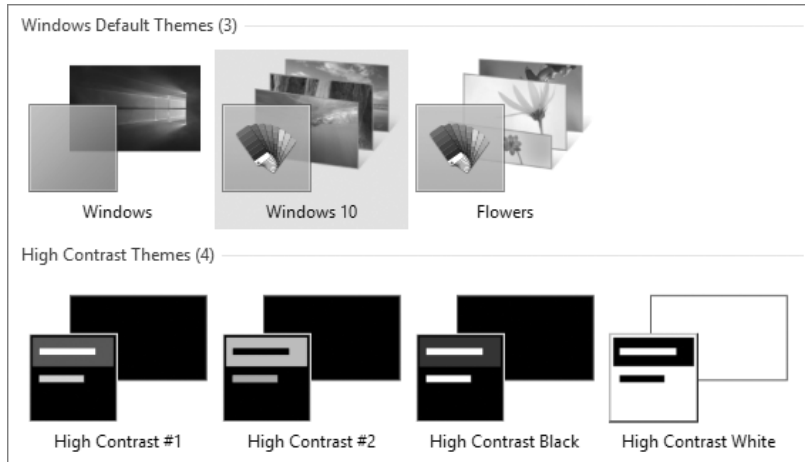 Windows Default Themes (3)
Windows
Windows 10
Flowers
High Contrast Themes (4)
High Contrast #1
High Contrast #2
High Contrast Black
High Contrast White